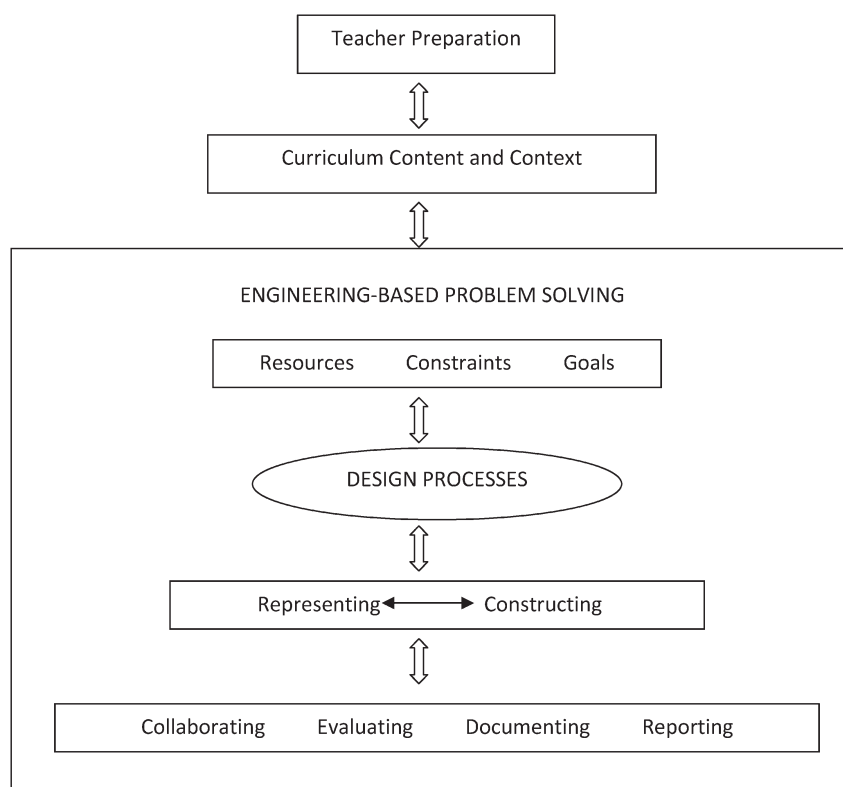 Teacher Preparation
Curriculum Content and Context
ENGINEERING-BASED PROBLEM SOLVING
Resources Constraints Goals
DESIGN PROCESSES
Representing Constructing
Collaborating Evaluating Documenting Reporting